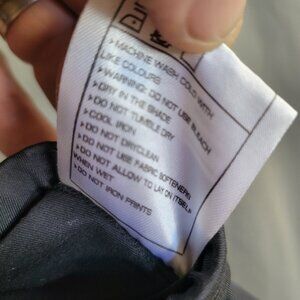 >MACHINE WASH COLD WITH
LIKE COLOURS
>WARNING: DO NOT USE BLEACH
>DRY IN THE SHADE
>DO NOT TUMBLE DRY
>COOL IRON
>DO NOT DRYCLEAN
>DO NOT USE FABRIC SOFTENER
>DO NOT ALLOW TO LAY ON ITSELF
WHEN WET
>DO NOT IRON PRINTS